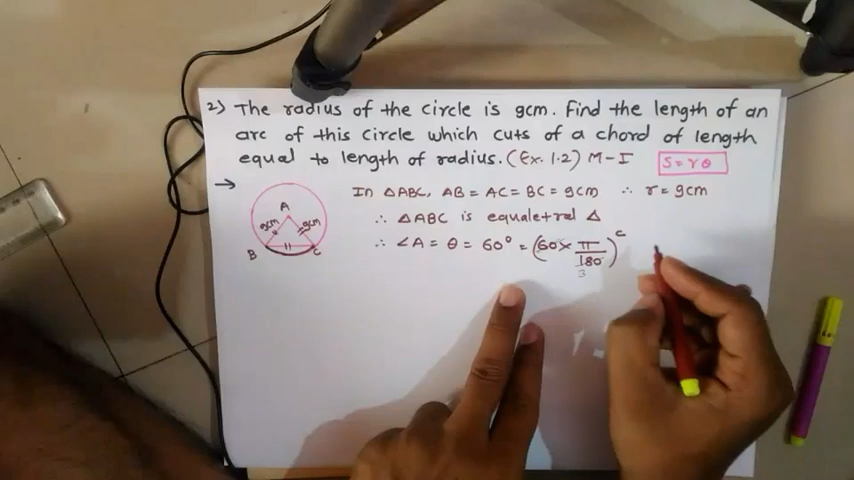 2) The radius of the circle is 9cm. Find the length of an
arc of this circle which cuts of a chord of length
equal to length of radius. (Ex. 1.2) M-I S=rθ
→ In △ABC, AB = AC = BC = 9cm ∴ r = 9cm
A
9cm 9cm
B C
∴ △ABC is equaletral △
∴ ∠A = θ = 60° = (60 × π/180)ᶜ
3